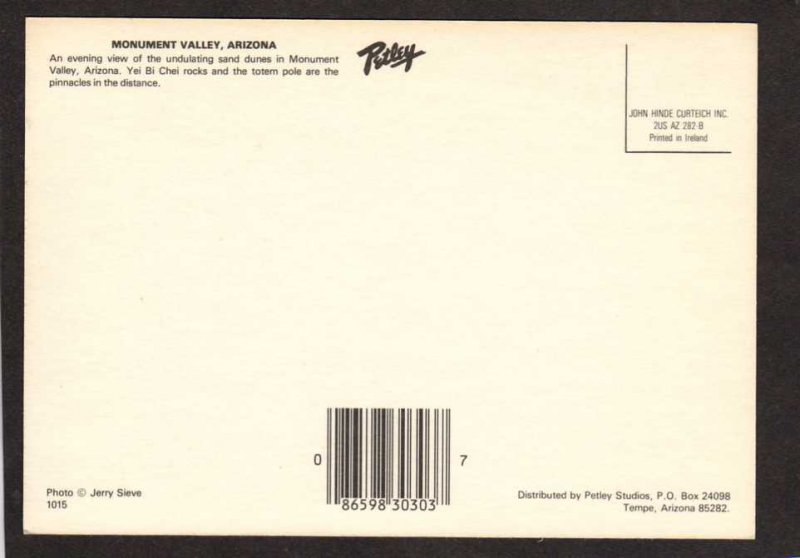 MONUMENT VALLEY, ARIZONA
An evening view of the undulating sand dunes in Monument
Valley, Arizona. Yei Bi Chei rocks and the totem pole are the
pinnacles in the distance.
Petley
JOHN HINDE CURTEICH INC.
2US AZ 282-B
Printed in Ireland
0 86598 30303 7
Photo © Jerry Sieve
1015
Distributed by Petley Studios, P.O. Box 24098
Tempe, Arizona 85282.